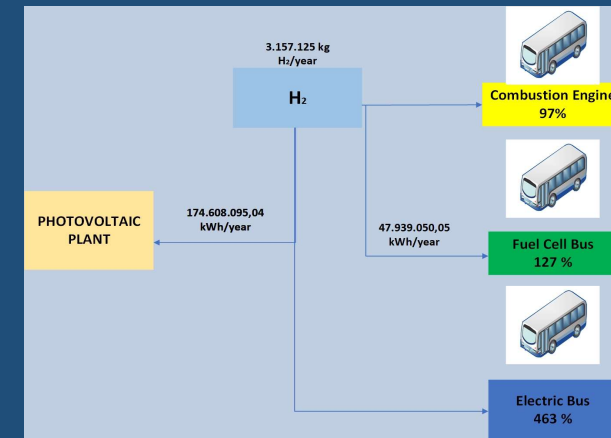 3.157.125 kg
H₂/year
H₂
Combustion Engine
97%
PHOTOVOLTAIC
PLANT
174.608.095,04
kWh/year
47.939.050,05
kWh/year
Fuel Cell Bus
127 %
Electric Bus
463 %